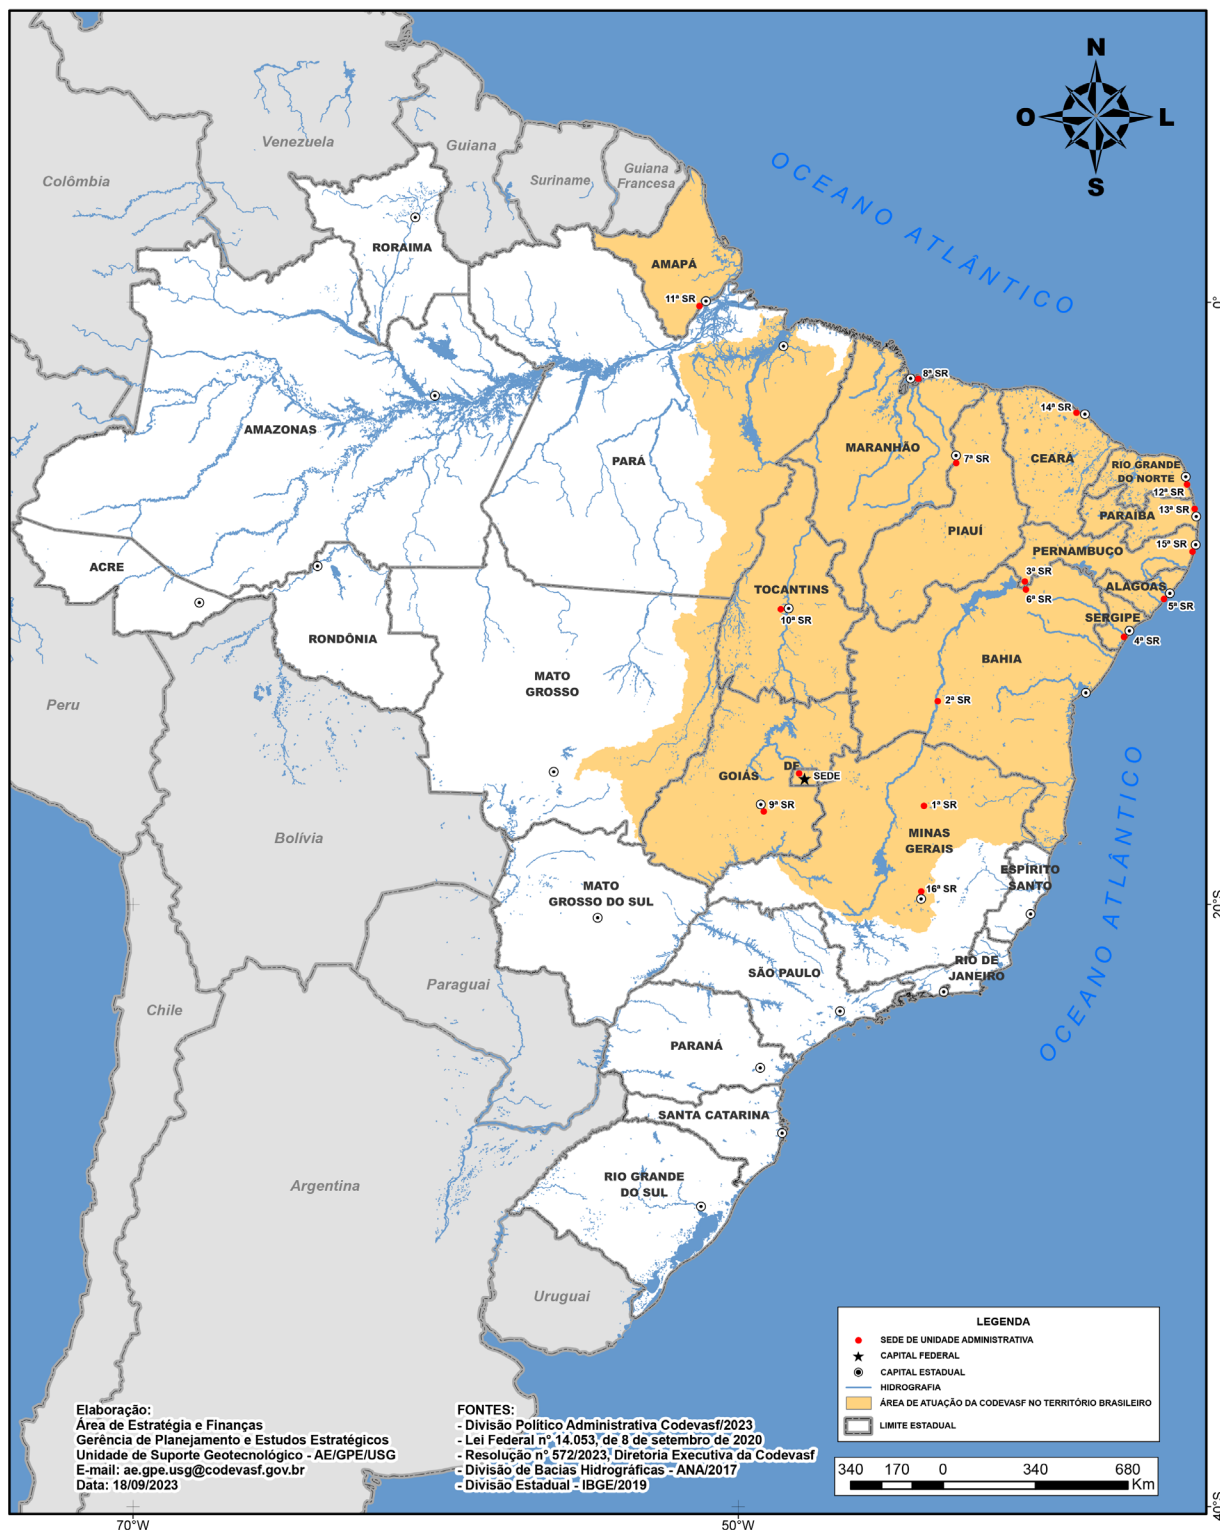 N
O
L
S
OCEANO ATLÂNTICO
Venezuela
Guiana
Colômbia
Suriname
Guiana
Francesa
RORAIMA
AMAPÁ
11ª SR
0°
8ª SR
14ª SR
AMAZONAS
PARÁ
MARANHÃO
7ª SR
CEARÁ
RIO GRANDE
DO NORTE
12ª SR
13ª SR
PARAÍBA
PIAUÍ
15ª SR
PERNAMBUCO
ACRE
3ª SR
6ª SR
ALAGOAS
5ª SR
TOCANTINS
10ª SR
SERGIPE
4ª SR
RONDÔNIA
BAHIA
MATO
GROSSO
Peru
2ª SR
GOIÁS
DF
SEDE
9ª SR
1ª SR
OCEANO ATLÂNTICO
Bolívia
MINAS
GERAIS
ESPÍRITO
SANTO
MATO
GROSSO DO SUL
16ª SR
20°S
SÃO PAULO
RIO DE
JANEIRO
Paraguai
Chile
PARANÁ
SANTA CATARINA
RIO GRANDE
DO SUL
Argentina
Uruguai
LEGENDA
SEDE DE UNIDADE ADMINISTRATIVA
CAPITAL FEDERAL
CAPITAL ESTADUAL
HIDROGRAFIA
ÁREA DE ATUAÇÃO DA CODEVASF NO TERRITÓRIO BRASILEIRO
LIMITE ESTADUAL
340 170 0 340 680
Km
Elaboração:
Área de Estratégia e Finanças
Gerência de Planejamento e Estudos Estratégicos
Unidade de Suporte Geotecnológico - AE/GPE/USG
E-mail: ae.gpe.usg@codevasf.gov.br
Data: 18/09/2023
FONTES:
- Divisão Político Administrativa Codevasf/2023
- Lei Federal nº 14.053, de 8 de setembro de 2020
- Resolução nº 572/2023, Diretoria Executiva da Codevasf
- Divisão de Bacias Hidrográficas - ANA/2017
- Divisão Estadual - IBGE/2019
40°S
70°W
50°W